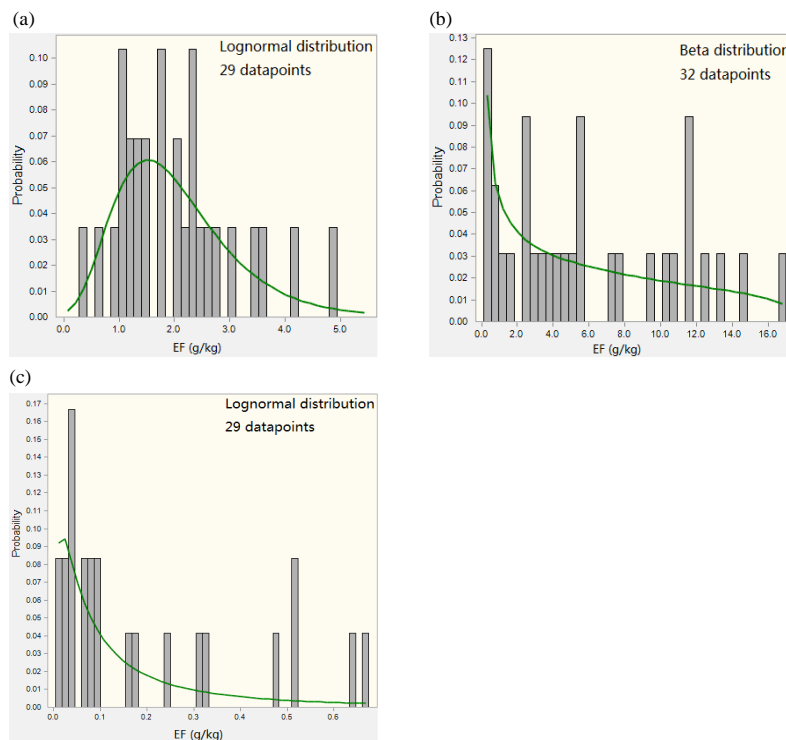 (a)
Lognormal distribution
29 datapoints
0.10
0.09
0.08
0.07
0.06
0.05
0.04
0.03
0.02
0.01
0.00
Probability
0.0 1.0 2.0 3.0 4.0 5.0
EF (g/kg)
(b)
Beta distribution
32 datapoints
0.13
0.12
0.11
0.10
0.09
0.08
0.07
0.06
0.05
0.04
0.03
0.02
0.01
0.00
Probability
0.0 2.0 4.0 6.0 8.0 10.0 12.0 14.0 16.0
EF (g/kg)
(c)
Lognormal distribution
29 datapoints
0.17
0.16
0.15
0.14
0.13
0.12
0.11
0.10
0.09
0.08
0.07
0.06
0.05
0.04
0.03
0.02
0.01
0.00
Probability
0.0 0.1 0.2 0.3 0.4 0.5 0.6
EF (g/kg)